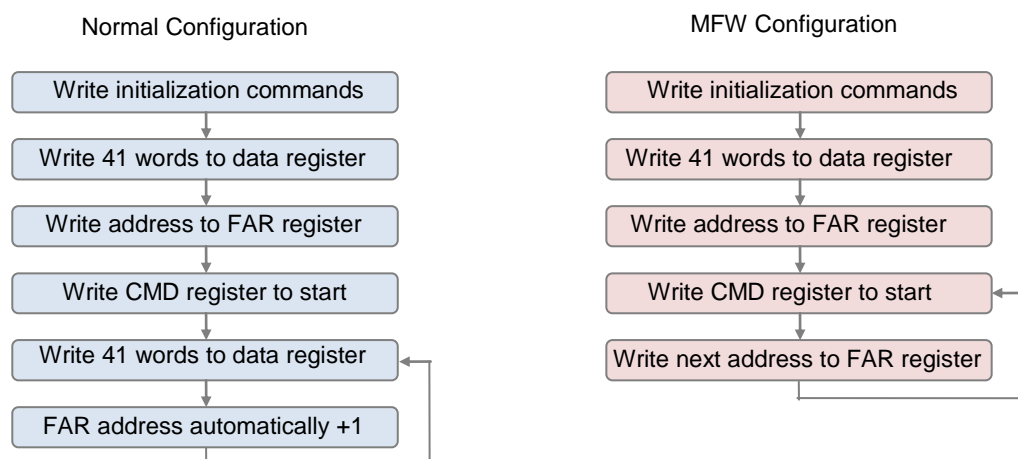 Normal Configuration
Write initialization commands
Write 41 words to data register
Write address to FAR register
Write CMD register to start
Write 41 words to data register
FAR address automatically +1
MFW Configuration
Write initialization commands
Write 41 words to data register
Write address to FAR register
Write CMD register to start
Write next address to FAR register